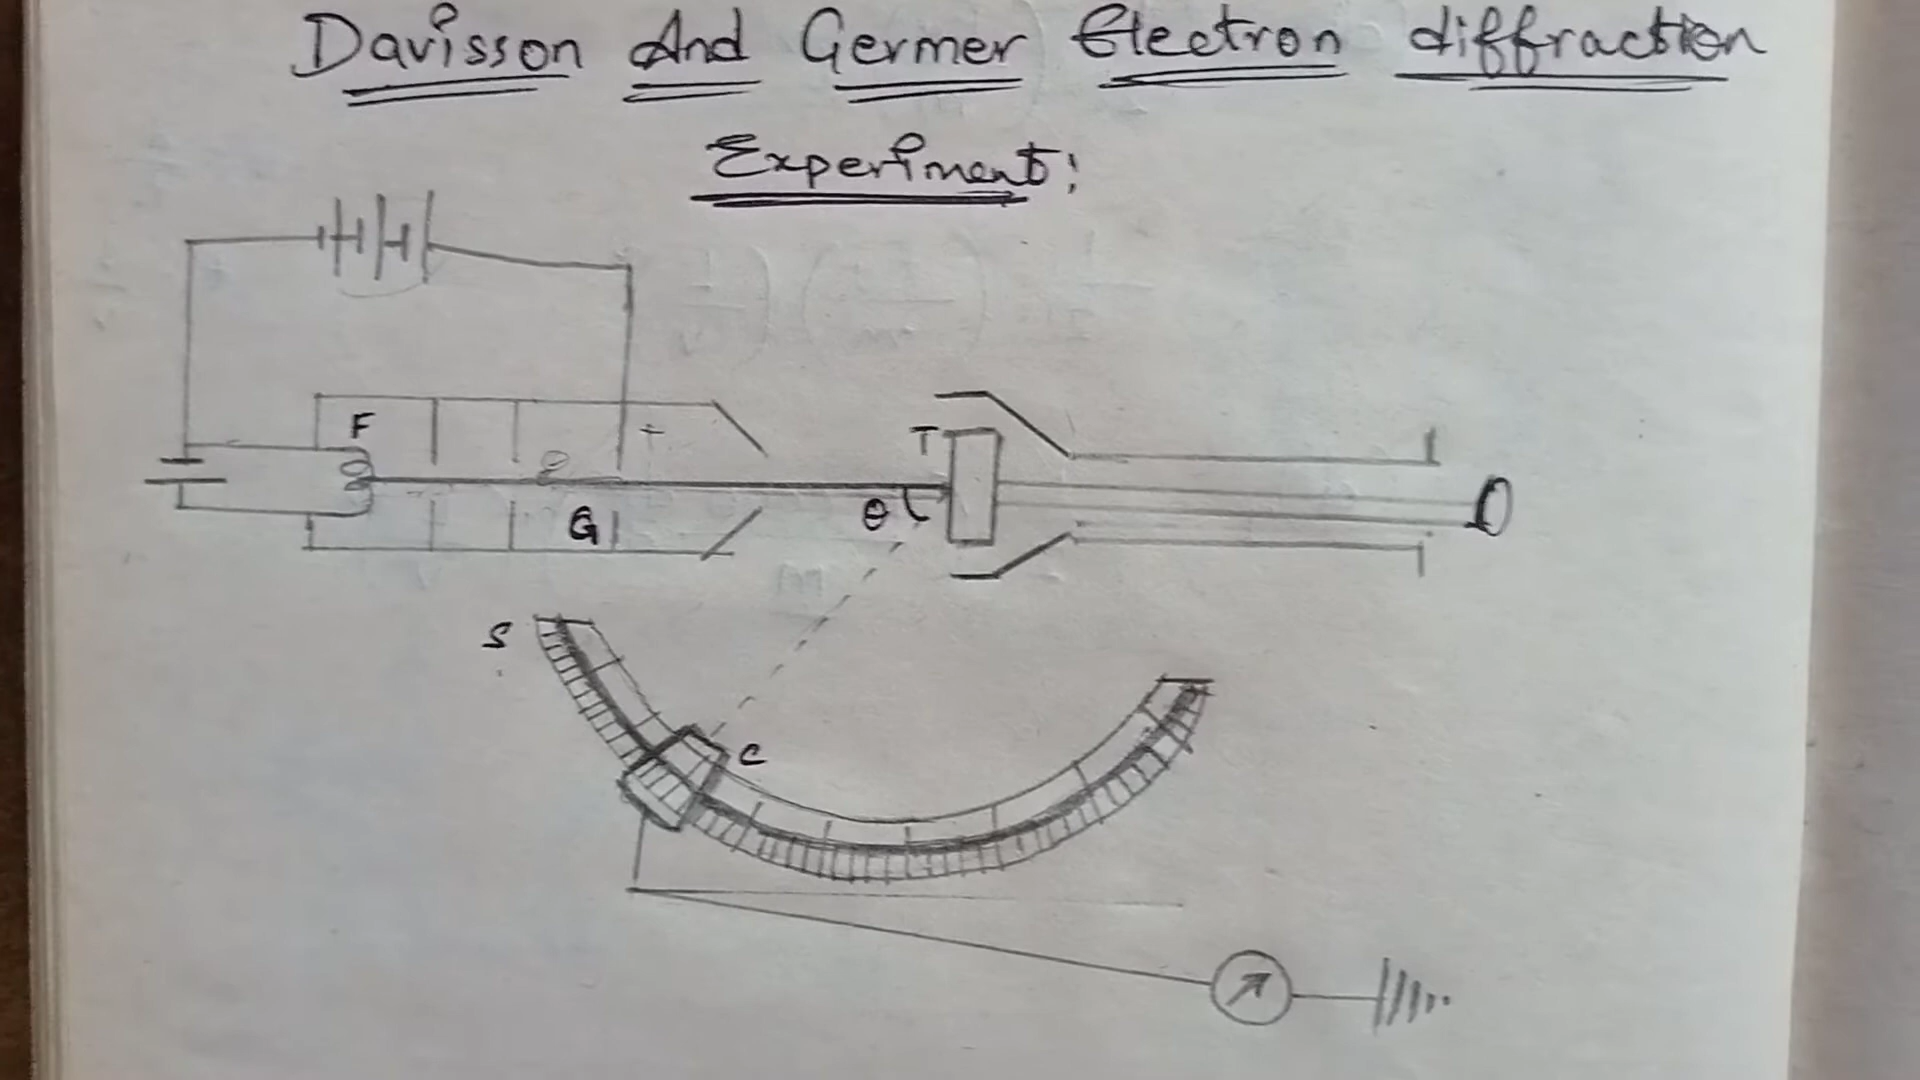 Davisson And Germer Electron diffraction
Experiment:
F
+
T
e
G
θ
S
C